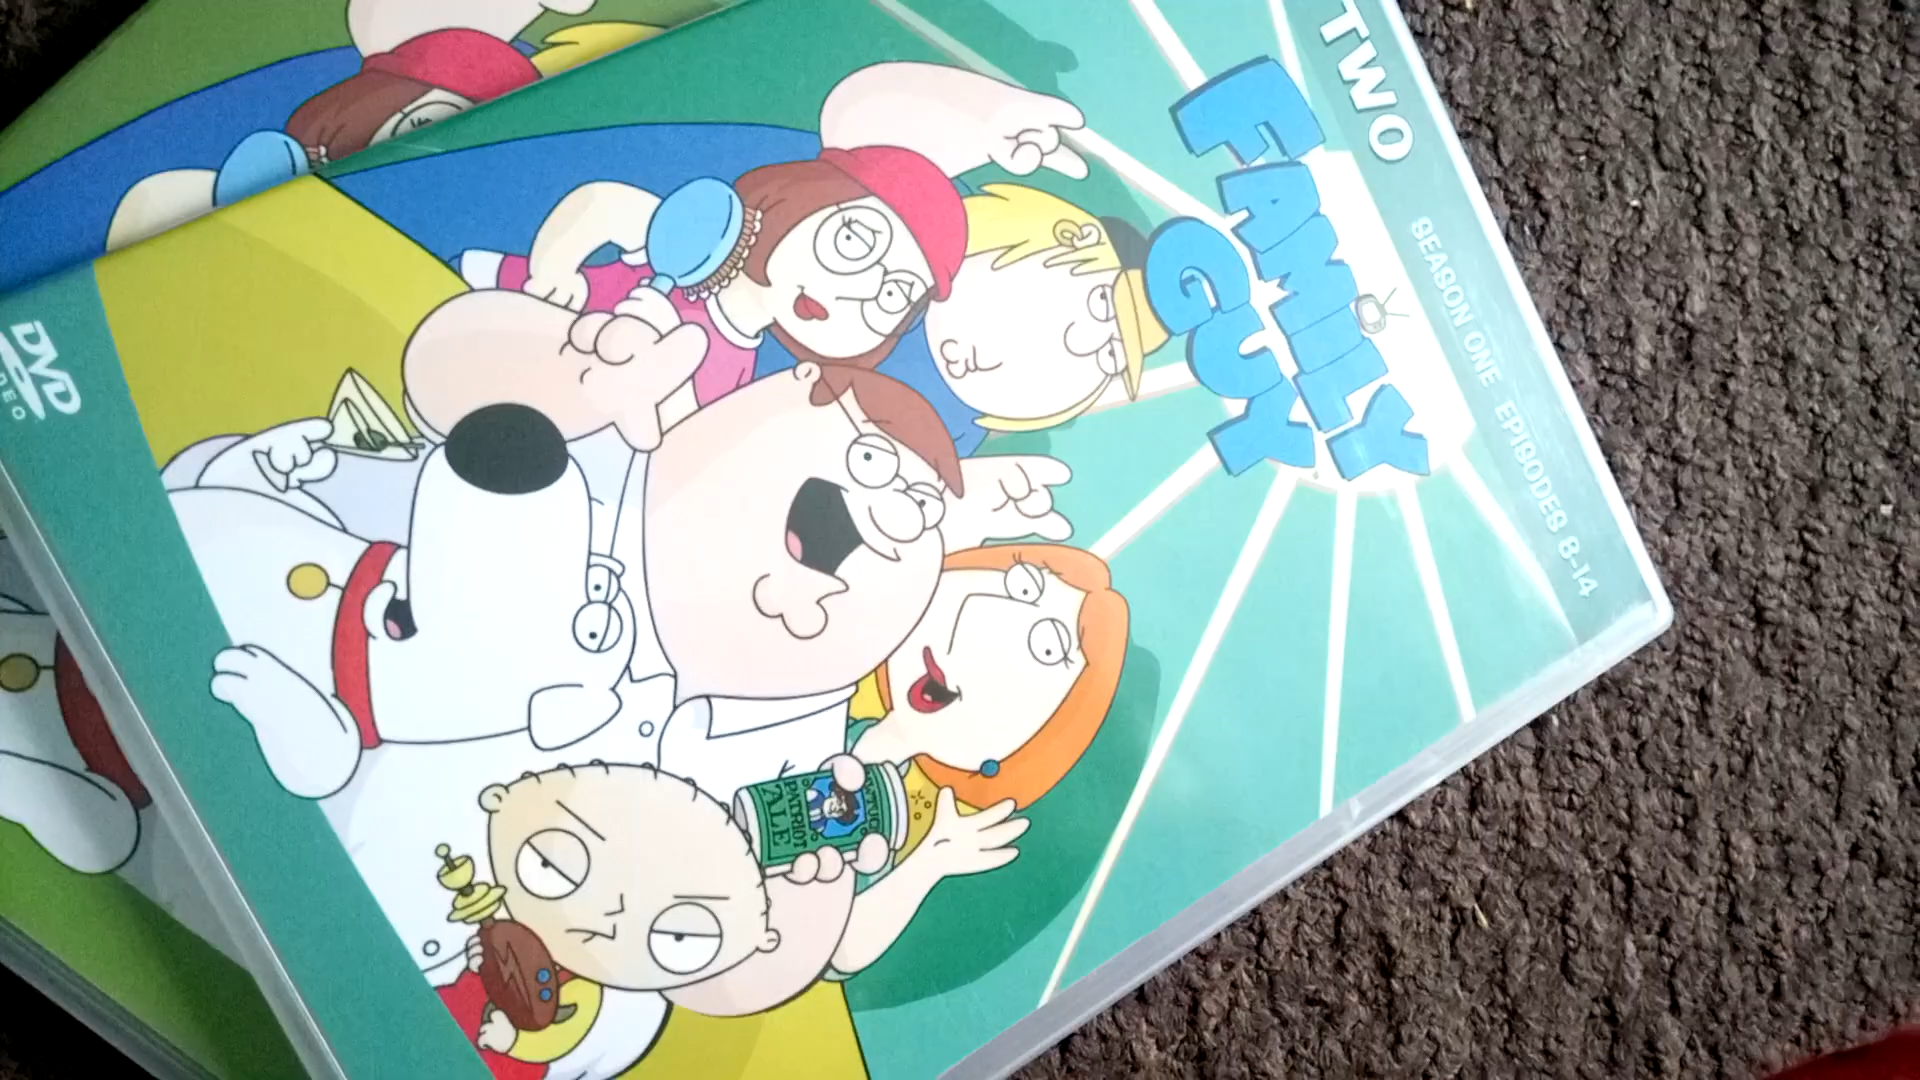 TWO
SEASON ONE EPISODES 8-14
FAMILY
GUY
DVD
PATRIOT
ALE